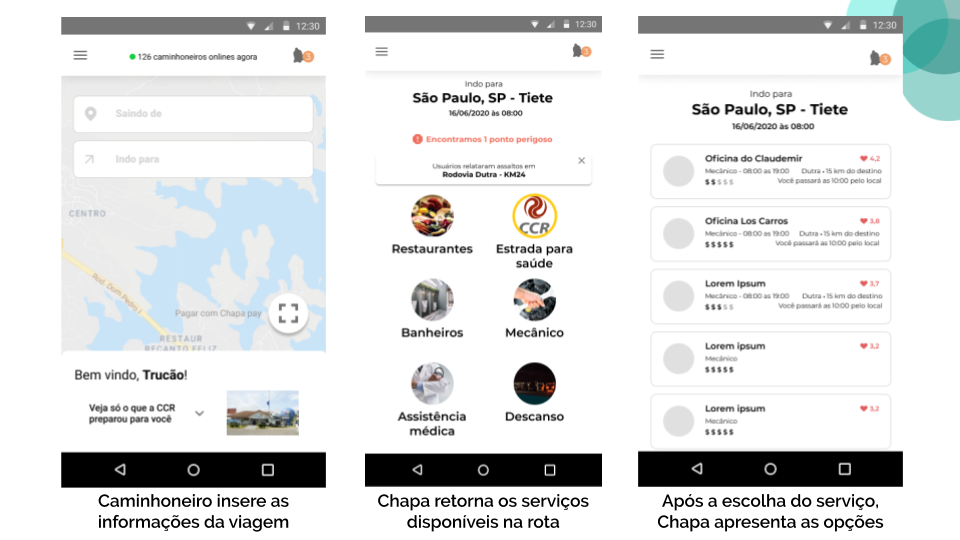 12:30
126 caminhoneiros onlines agora
3
Saindo de
Indo para
CENTRO
Rod. Dom Pedro I
Pagar com Chapa pay
RESTAUR
RECANTO FELIZ
Bem vindo, Trucão!
Veja só o que a CCR
preparou para você
Caminhoneiro insere as
informações da viagem
12:30
3
Indo para
São Paulo, SP - Tiete
16/06/2020 às 08:00
Encontramos 1 ponto perigoso
Usuários relataram assaltos em
Rodovia Dutra - KM24
CCR
Restaurantes
Estrada para
saúde
Banheiros
Mecânico
Assistência
médica
Descanso
Chapa retorna os serviços
disponíveis na rota
12:30
3
Indo para
São Paulo, SP - Tiete
16/06/2020 às 08:00
Oficina do Claudemir 4,2
Mecânico - 08:00 as 19:00 Dutra • 15 km do destino
$$$$$ Você passará as 10:00 pelo local
Oficina Los Carros 3,8
Mecânico - 08:00 as 19:00 Dutra • 15 km do destino
$$$$$ Você passará as 10:00 pelo local
Lorem Ipsum 3,7
Mecânico - 08:00 as 19:00 Dutra • 15 km do destino
$$$$$ Você passará as 10:00 pelo local
Lorem ipsum 3,2
Mecânico
$$$$$
Lorem ipsum 3,2
Mecânico
$$$$$
Após a escolha do serviço,
Chapa apresenta as opções